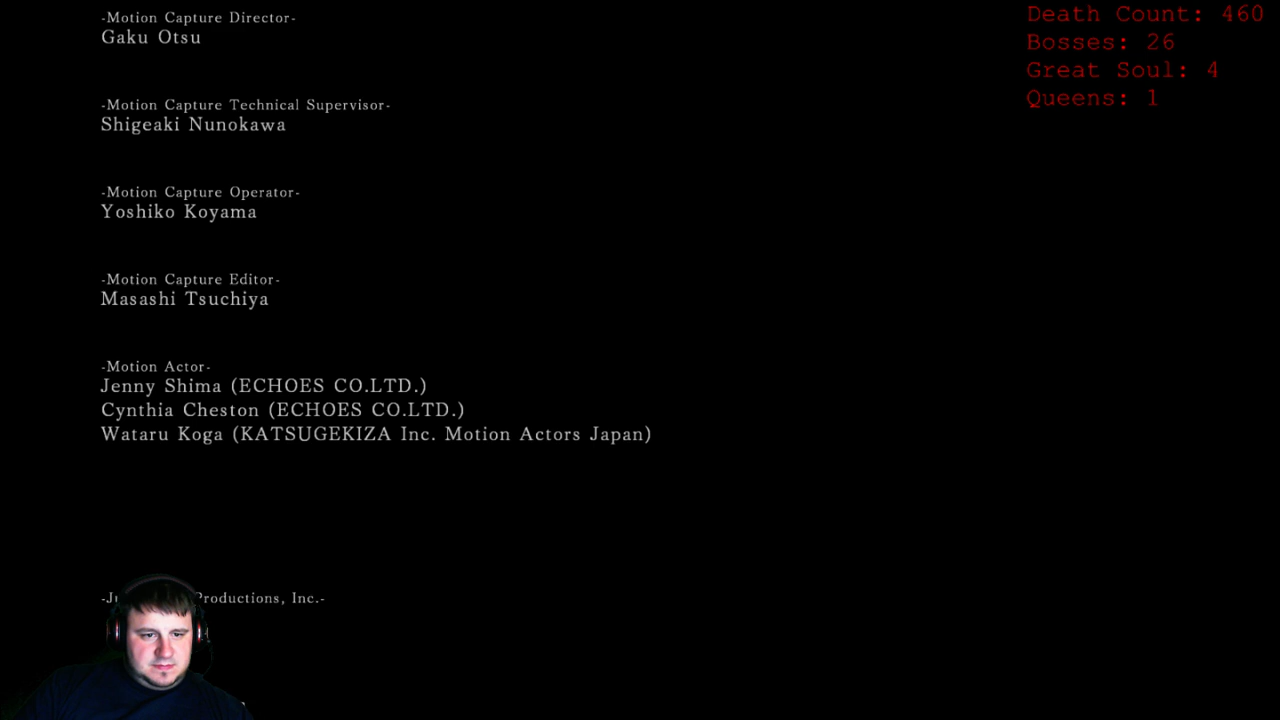 -Motion Capture Director-
Gaku Otsu
-Motion Capture Technical Supervisor-
Shigeaki Nunokawa
-Motion Capture Operator-
Yoshiko Koyama
-Motion Capture Editor-
Masashi Tsuchiya
-Motion Actor-
Jenny Shima (ECHOES CO.LTD.)
Cynthia Cheston (ECHOES CO.LTD.)
Wataru Koga (KATSUGEKIZA Inc. Motion Actors Japan)
Productions, Inc.-
Death Count: 460
Bosses: 26
Great Soul: 4
Queens: 1